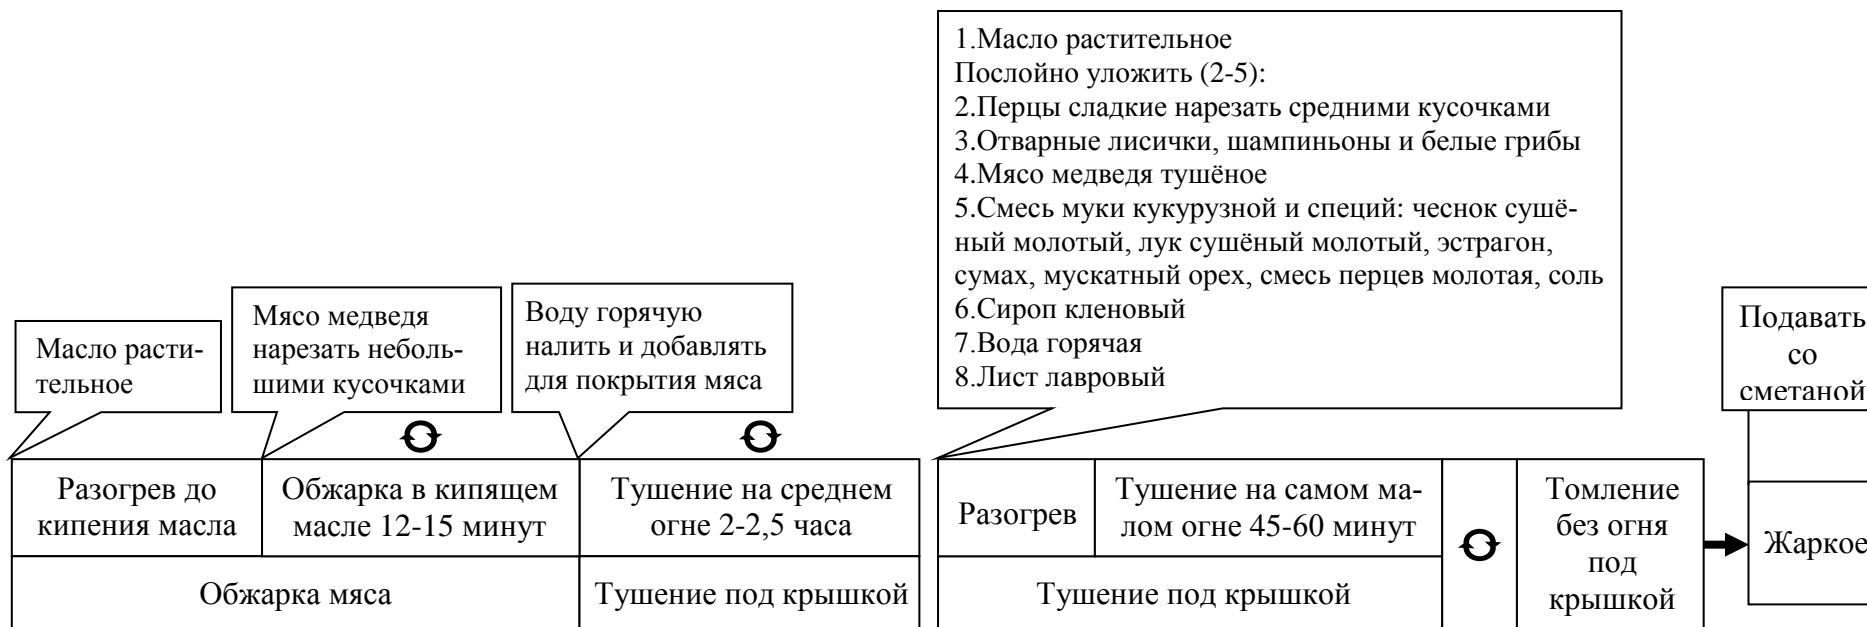 Масло расти-
тельное
Мясо медведя
нарезать неболь-
шими кусочками
Воду горячую
налить и добавлять
для покрытия мяса
1.Масло растительное
Послойно уложить (2-5):
2.Перцы сладкие нарезать средними кусочками
3.Отварные лисички, шампиньоны и белые грибы
4.Мясо медведя тушёное
5.Смесь муки кукурузной и специй: чеснок сушё-
ный молотый, лук сушёный молотый, эстрагон,
сумах, мускатный орех, смесь перцев молотая, соль
6.Сироп кленовый
7.Вода горячая
8.Лист лавровый
Подавать
со
сметаной
Разогрев до
кипения масла
Обжарка в кипящем
масле 12-15 минут
Тушение на среднем
огне 2-2,5 часа
Разогрев
Тушение на самом ма-
лом огне 45-60 минут
Томление
без огня
под
крышкой
Жаркое
Обжарка мяса
Тушение под крышкой
Тушение под крышкой